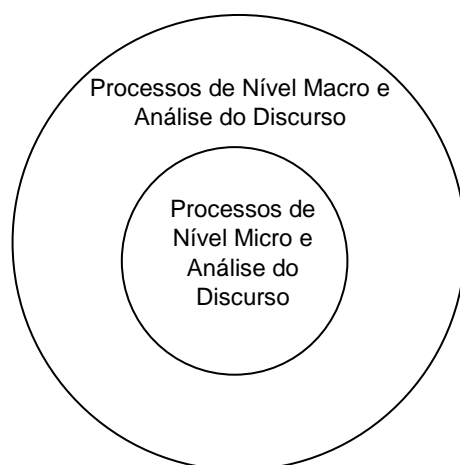 Processos de Nível Macro e
Análise do Discurso
Processos de
Nível Micro e
Análise do
Discurso